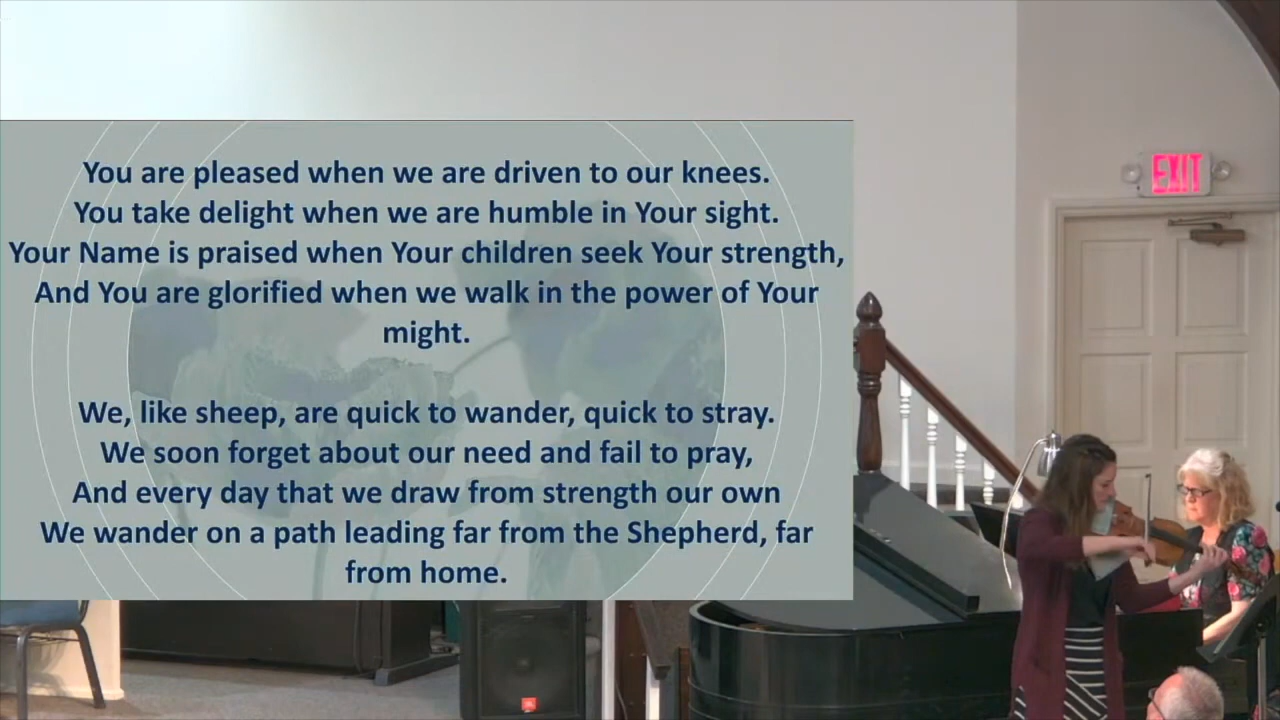 You are pleased when we are driven to our knees.
You take delight when we are humble in Your sight.
Your Name is praised when Your children seek Your strength,
And You are glorified when we walk in the power of Your
might.
We, like sheep, are quick to wander, quick to stray.
We soon forget about our need and fail to pray,
And every day that we draw from strength our own
We wander on a path leading far from the Shepherd, far
from home.
EXIT